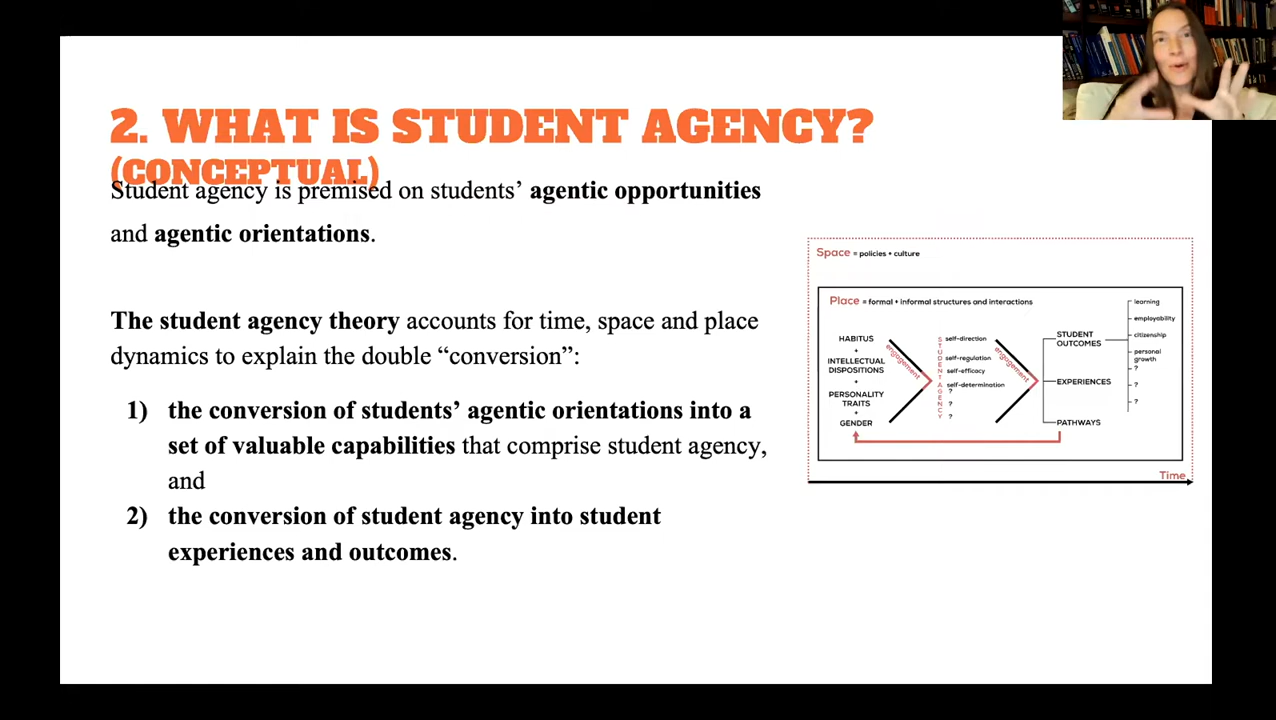 2. WHAT IS STUDENT AGENCY?
(CONCEPTUAL)
Student agency is premised on students’ agentic opportunities
and agentic orientations.
The student agency theory accounts for time, space and place
dynamics to explain the double “conversion”:
1) the conversion of students’ agentic orientations into a
set of valuable capabilities that comprise student agency,
and
2) the conversion of student agency into student
experiences and outcomes.
Space = policies + culture
Place = formal + informal structures and interactions
HABITUS
+
INTELLECTUAL
DISPOSITIONS
+
PERSONALITY
TRAITS
+
GENDER
engagement
STUDENT AGENCY
self-direction
self-regulation
self-efficacy
self-determination
?
?
?
engagement
STUDENT
OUTCOMES
EXPERIENCES
PATHWAYS
learning
employability
citizenship
personal
growth
?
?
?
Time